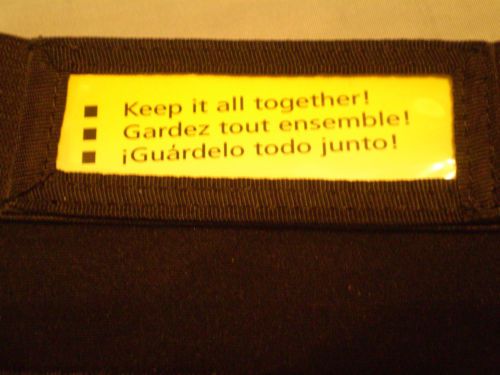 ▪ Keep it all together!
▪ Gardez tout ensemble!
▪ ¡Guárdelo todo junto!